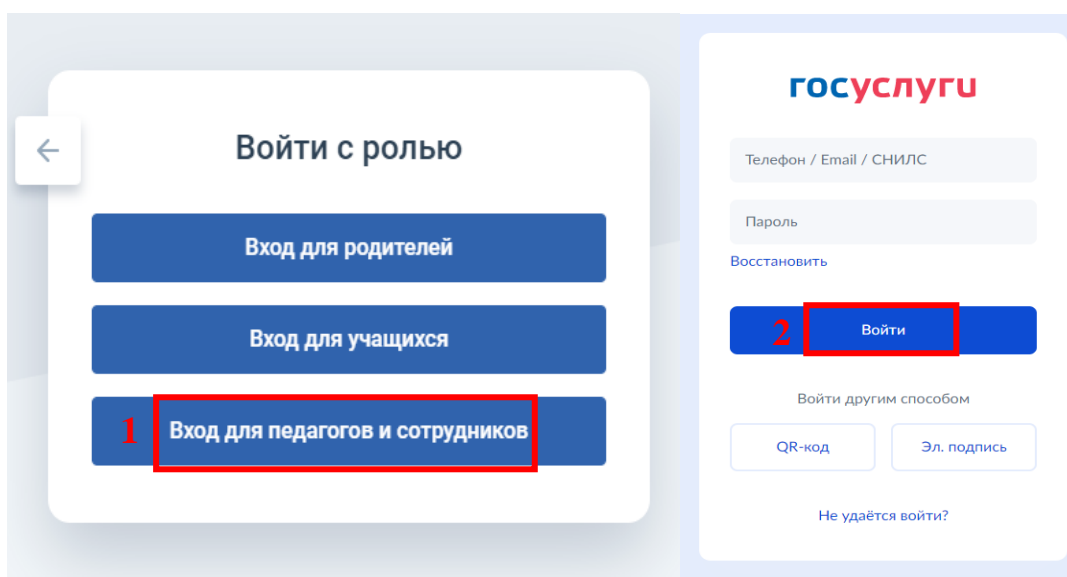 Войти с ролью
Вход для родителей
Вход для учащихся
1 Вход для педагогов и сотрудников
госуслуги
Телефон / Email / СНИЛС
Пароль
Восстановить
2 Войти
Войти другим способом
QR-код Эл. подпись
Не удаётся войти?